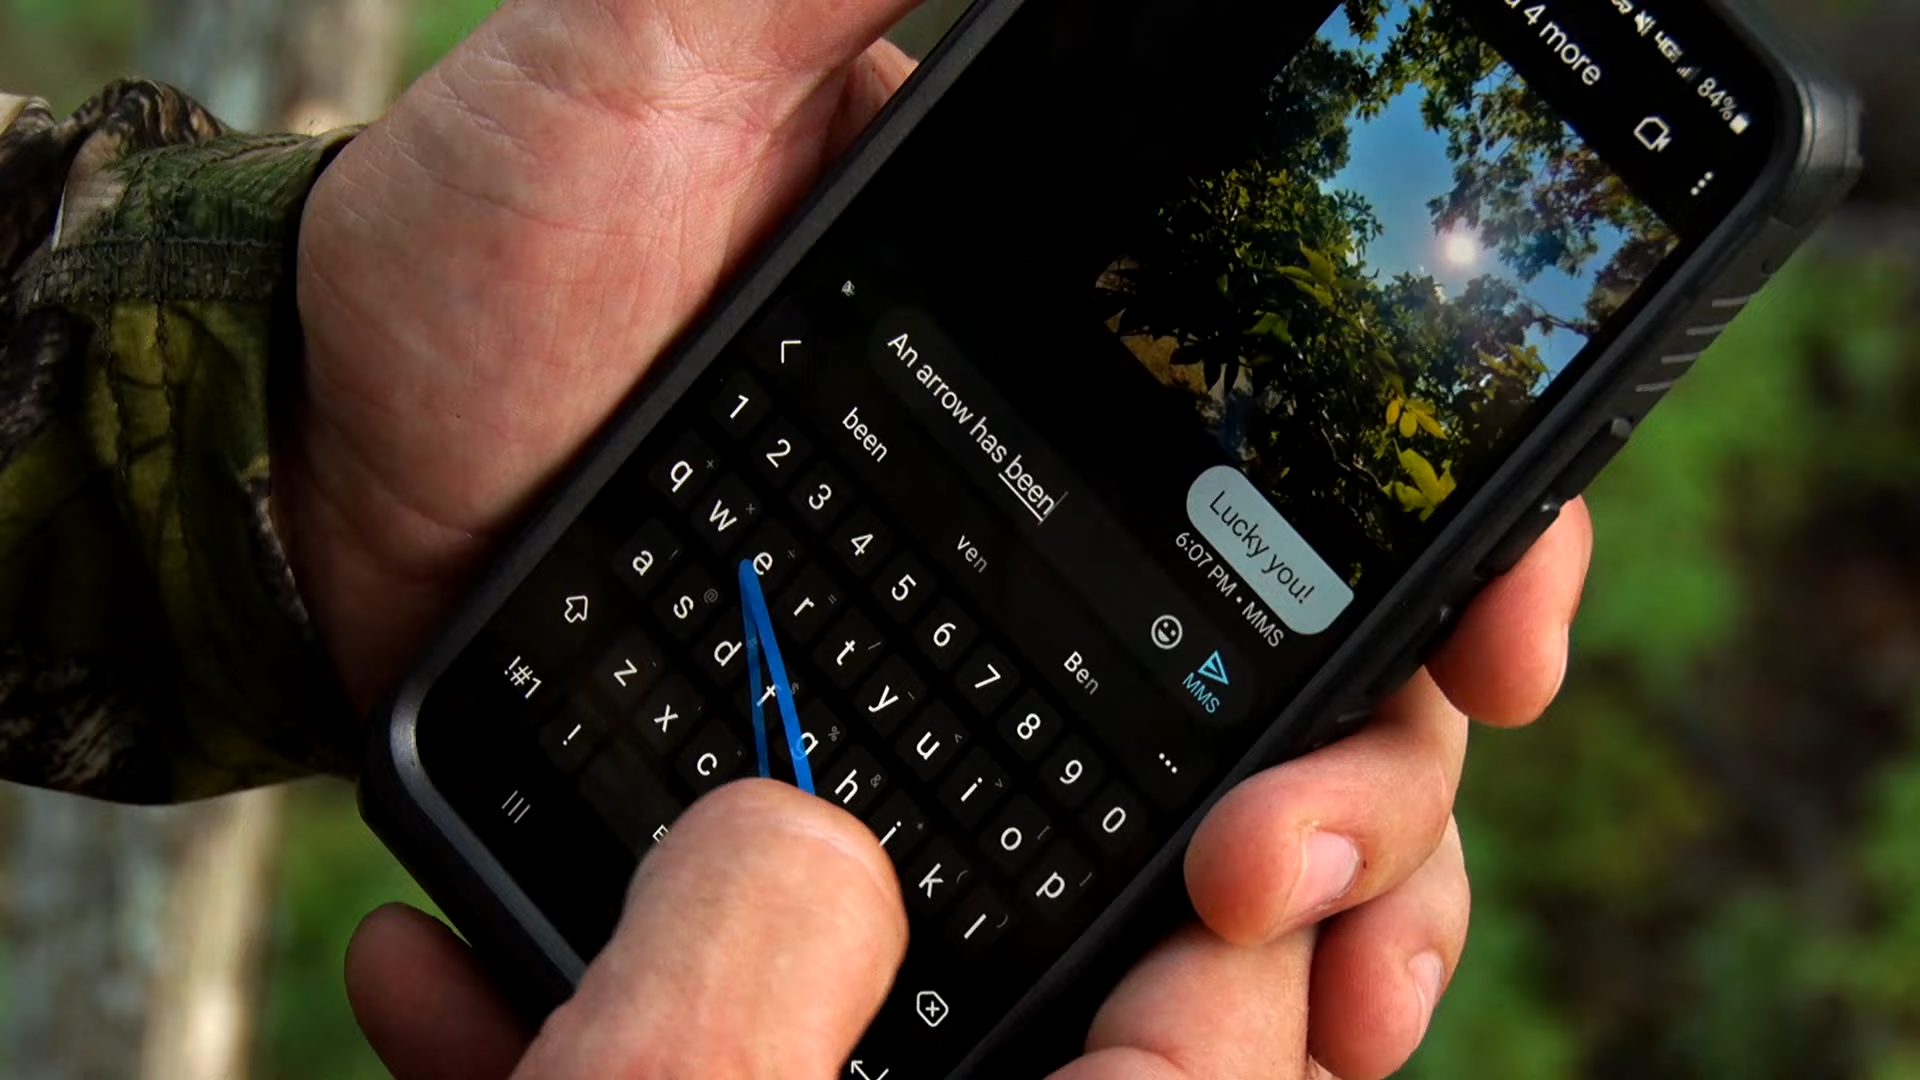 4GE 84%
4 more
Lucky you!
6:07 PM • MMS
An arrow has been
MMS
been ven Ben
1 2 3 4 5 6 7 8 9 0
q w e r t y u i o p
a s d f g h j k l
z x c
!#1 !